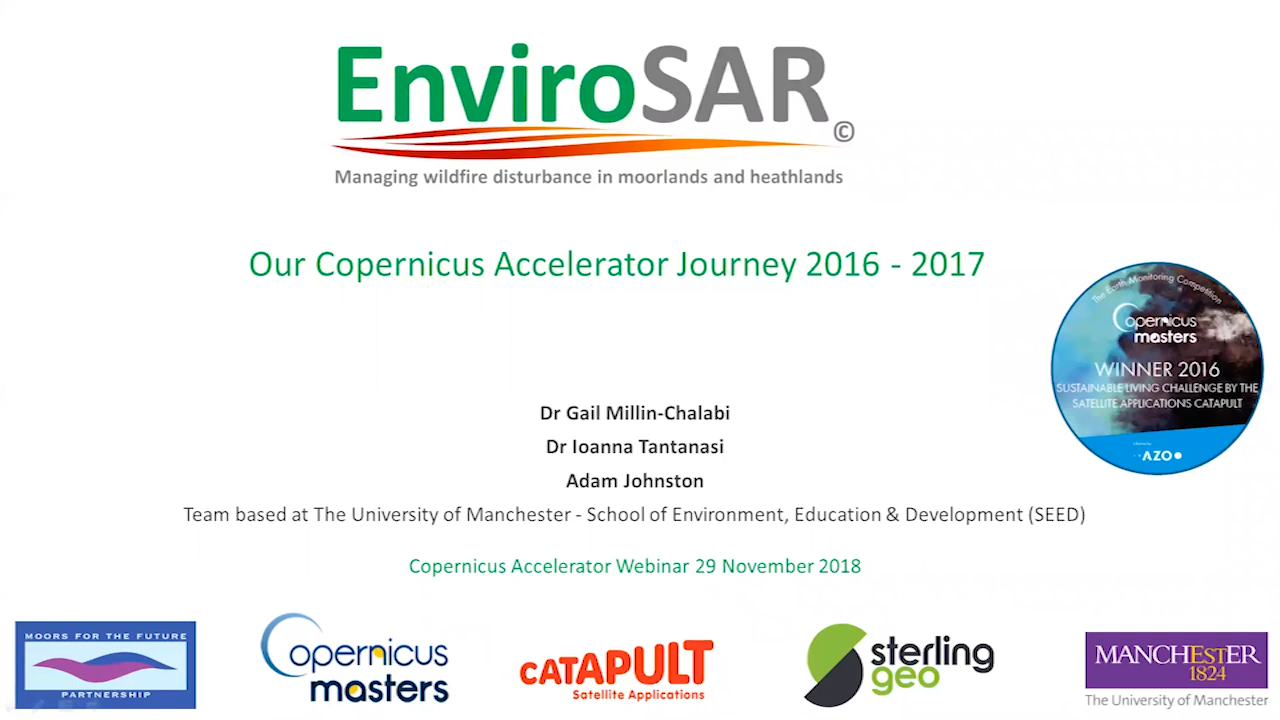 EnviroSAR
©
Managing wildfire disturbance in moorlands and heathlands
Our Copernicus Accelerator Journey 2016 - 2017
The Earth Monitoring Competition
Copernicus
masters
WINNER 2016
SUSTAINABLE LIVING CHALLENGE BY THE
SATELLITE APPLICATIONS CATAPULT
AZO
Dr Gail Millin-Chalabi
Dr Ioanna Tantanasi
Adam Johnston
Team based at The University of Manchester - School of Environment, Education & Development (SEED)
Copernicus Accelerator Webinar 29 November 2018
MOORS FOR THE FUTURE
PARTNERSHIP
Copernicus
masters
CATAPULT
Satellite Applications
sterling
geo
MANCHESTER
1824
The University of Manchester